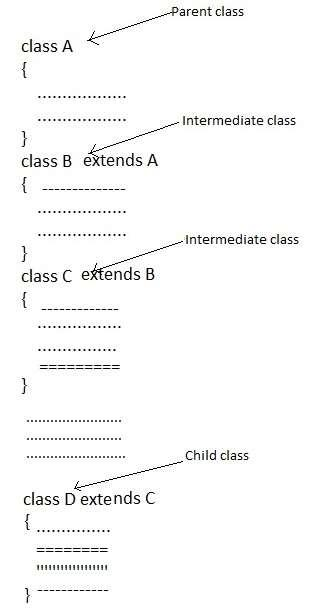 Parent class
class A
{
..................
..................
}
Intermediate class
class B extends A
{ --------------
..................
..................
}
Intermediate class
class C extends B
{ -------------
.................
................
=========
}
........................
........................
.........................
Child class
class D extends C
{ ...............
========
''''''''''''''''''
} -------------